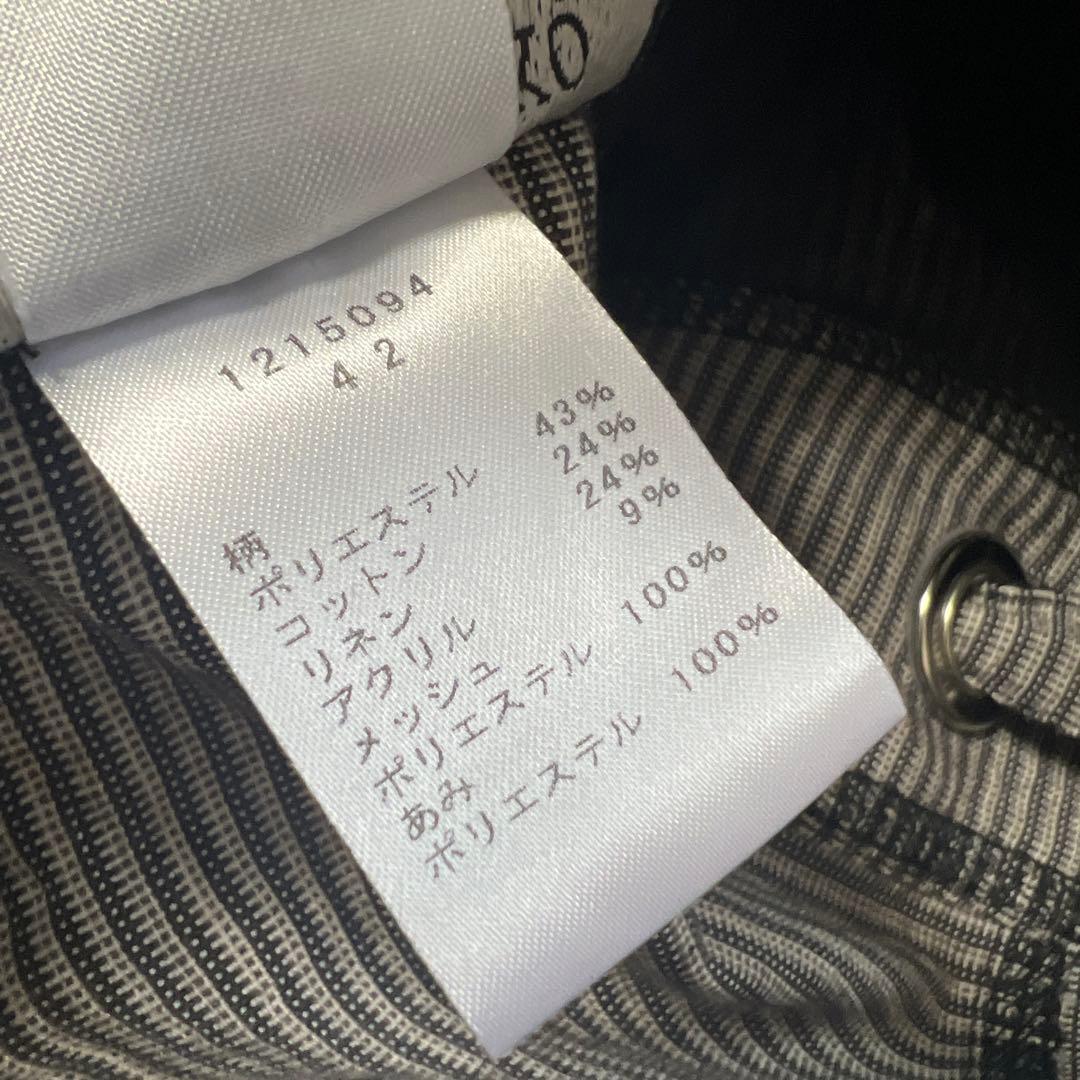 1215094
42
柄
ポリエステル 43%
コットン 24%
リネン 24%
アクリル 9%
メッシュ
ポリエステル 100%
あみ
ポリエステル 100%